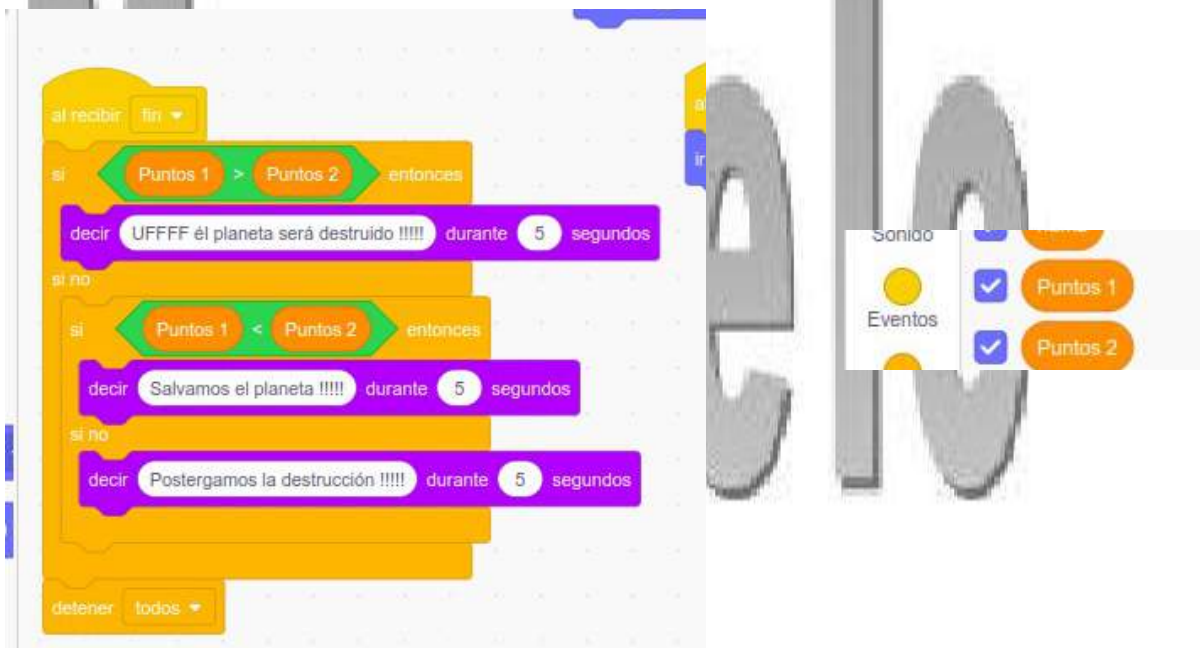 al recibir fin
si Puntos 1 > Puntos 2 entonces
decir UFFFF él planeta será destruido !!!!! durante 5 segundos
si no
si Puntos 1 < Puntos 2 entonces
decir Salvamos el planeta !!!!! durante 5 segundos
si no
decir Postergamos la destrucción !!!!! durante 5 segundos
detener todos
Sonido
Puntos 1
Eventos
Puntos 2
elo